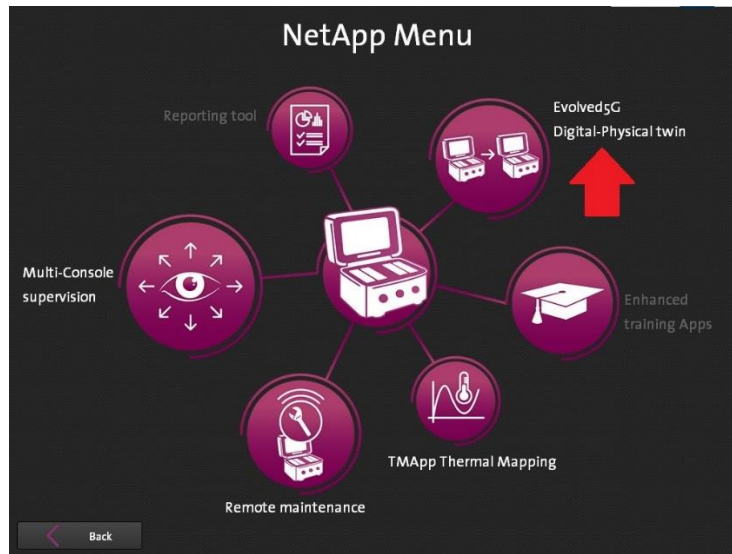 NetApp Menu
Reporting tool
Evolved5G
Digital-Physical twin
Multi-Console
supervision
Enhanced
training Apps
TMApp Thermal Mapping
Remote maintenance
Back